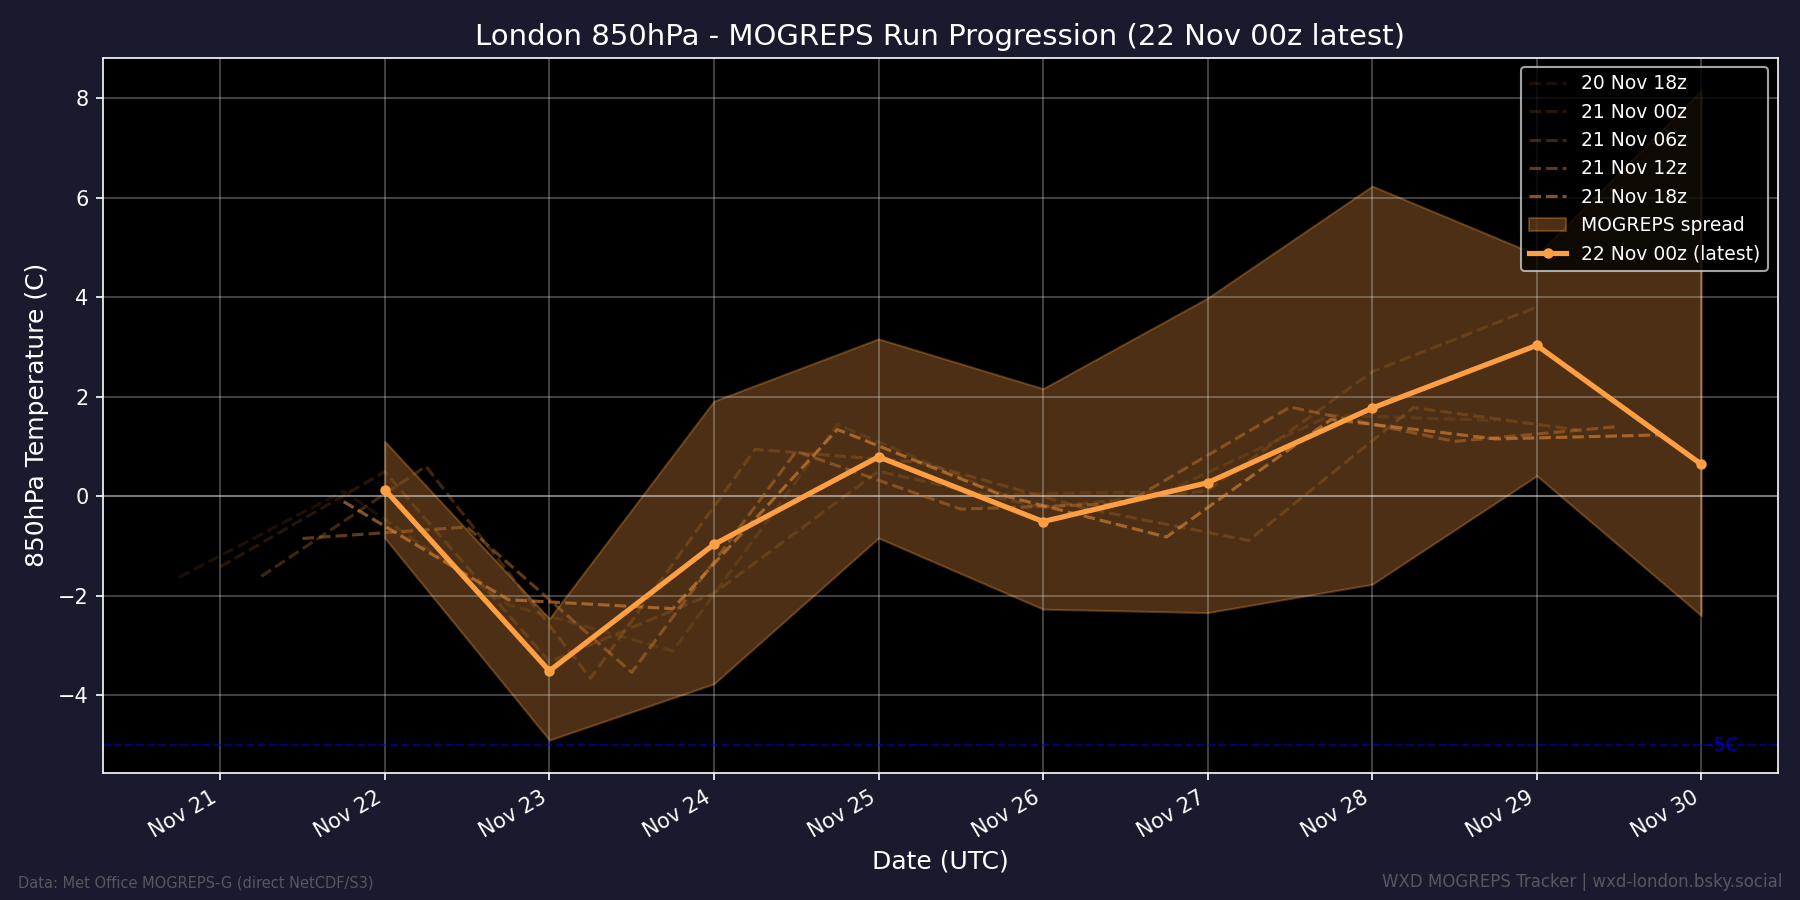 London 850hPa - MOGREPS Run Progression (22 Nov 00z latest)
20 Nov 18z
21 Nov 00z
21 Nov 06z
21 Nov 12z
21 Nov 18z
MOGREPS spread
22 Nov 00z (latest)
850hPa Temperature (C)
8
6
4
2
0
−2
−4
-5C
Nov 21
Nov 22
Nov 23
Nov 24
Nov 25
Nov 26
Nov 27
Nov 28
Nov 29
Nov 30
Date (UTC)
Data: Met Office MOGREPS-G (direct NetCDF/S3)
WXD MOGREPS Tracker | wxd-london.bsky.social